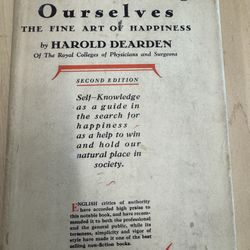 Ourselves
THE FINE ART OF HAPPINESS
by HAROLD DEARDEN
Of The Royal Colleges of Physicians and Surgeons
SECOND EDITION
Self-Knowledge
as a guide in
the search for
happiness
as a help to win
and hold our
natural place in
society.
ENGLISH critics of authority
have accorded high praise to
this notable book, and have recom-
mended it to both the professional
and the general public, while its
terseness, simplicity and vigor of
style have made it one of the best
selling non-fiction books.